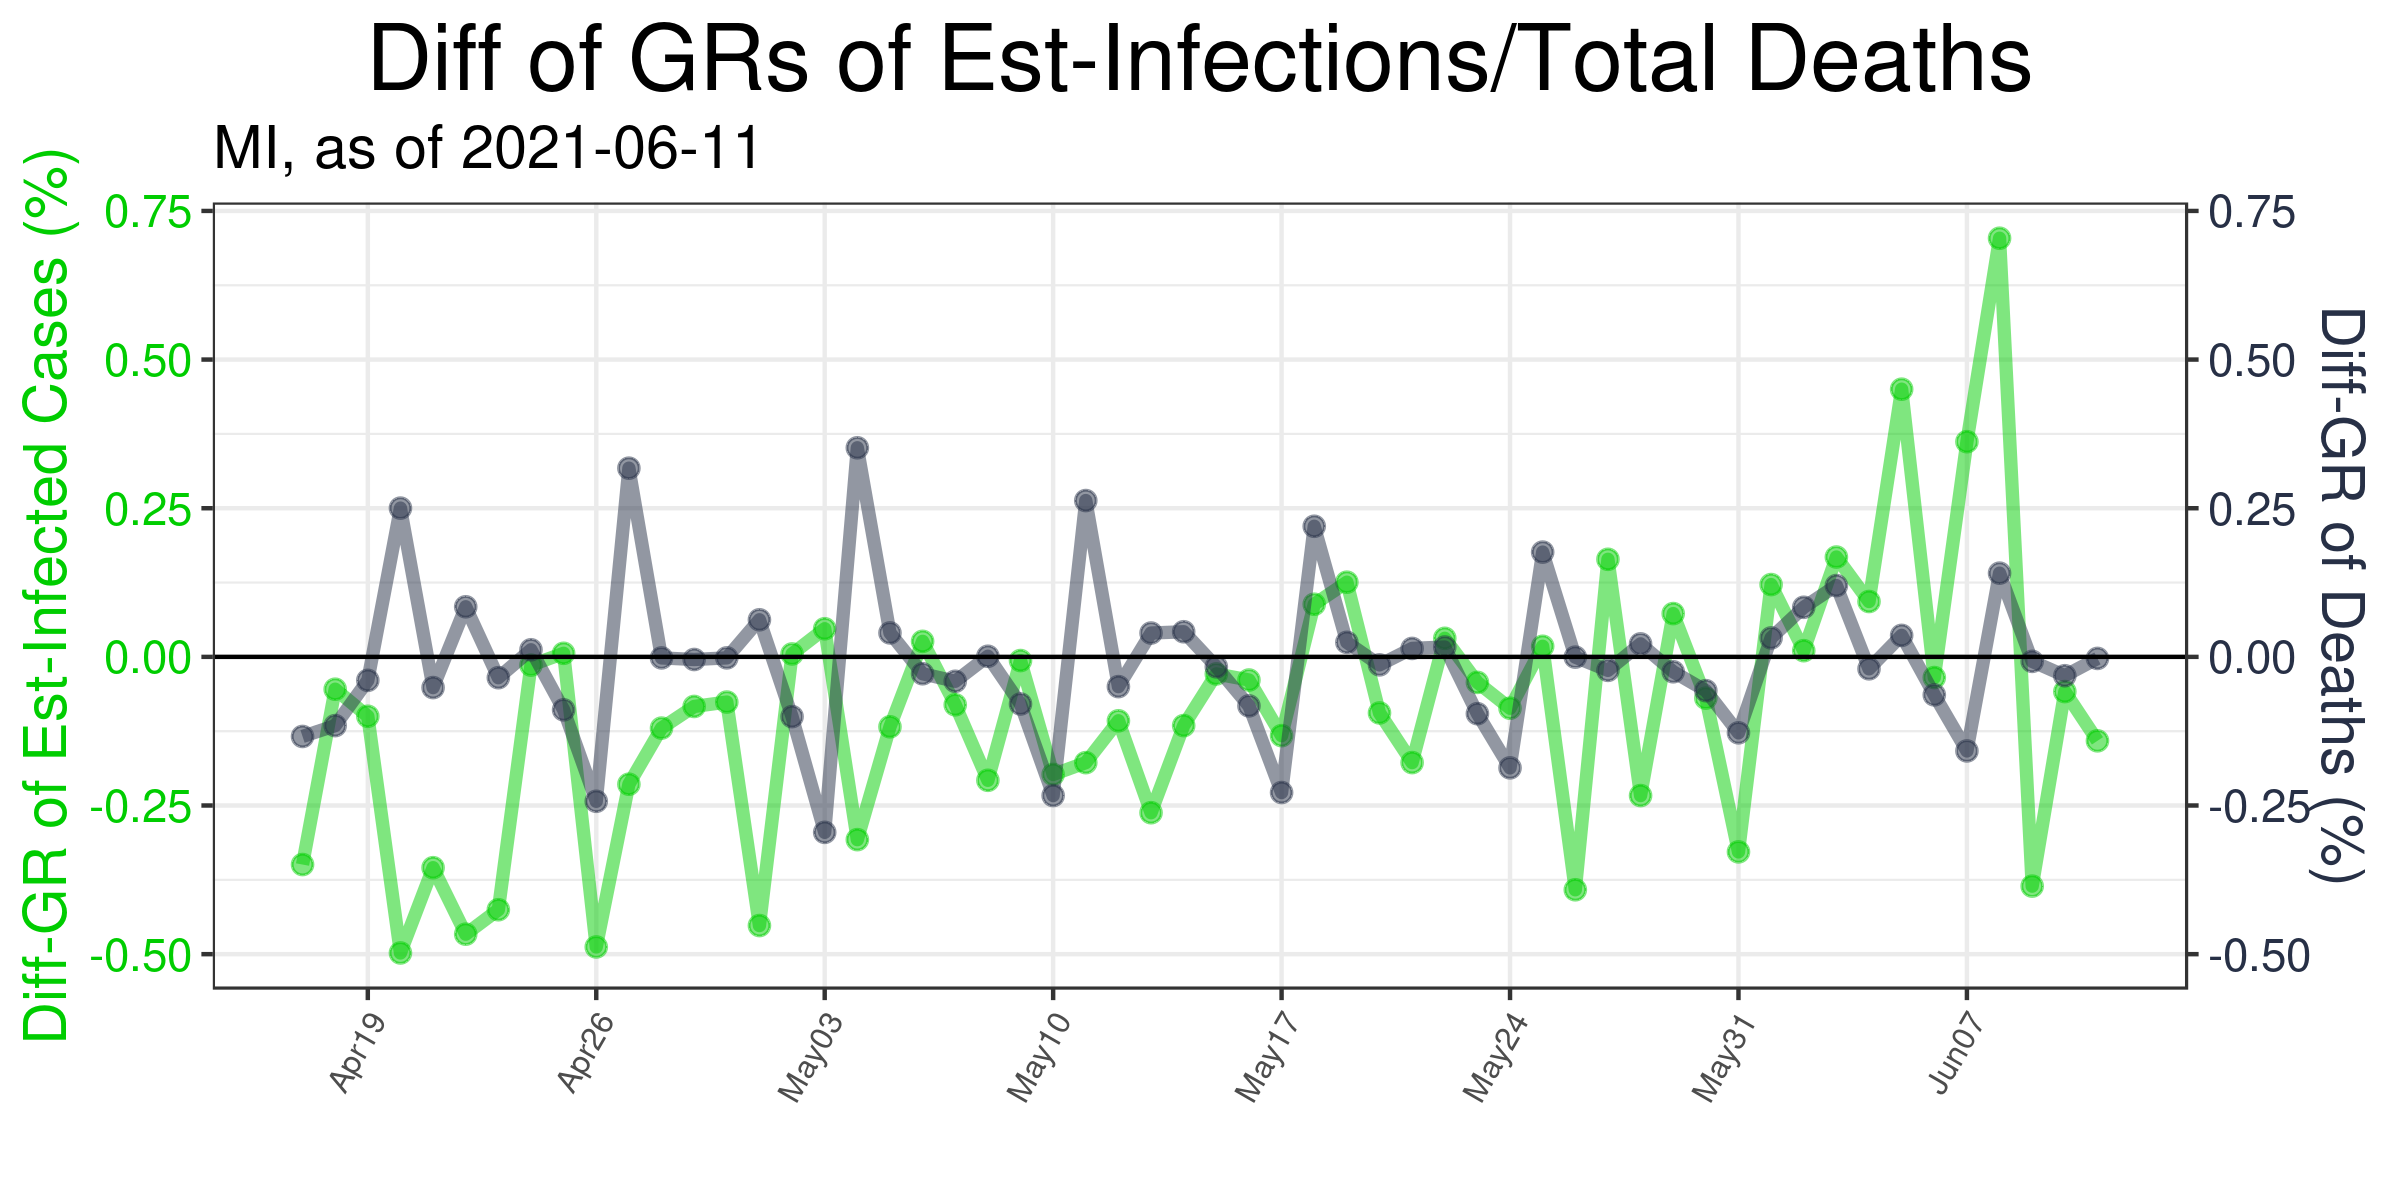 Diff of GRs of Est-Infections/Total Deaths
MI, as of 2021-06-11
Diff-GR of Est-Infected Cases (%)
0.75
0.50
0.25
0.00
-0.25
-0.50
0.75
0.50
0.25
0.00
-0.25
-0.50
Diff-GR of Deaths (%)
Apr19
Apr26
May03
May10
May17
May24
May31
Jun07